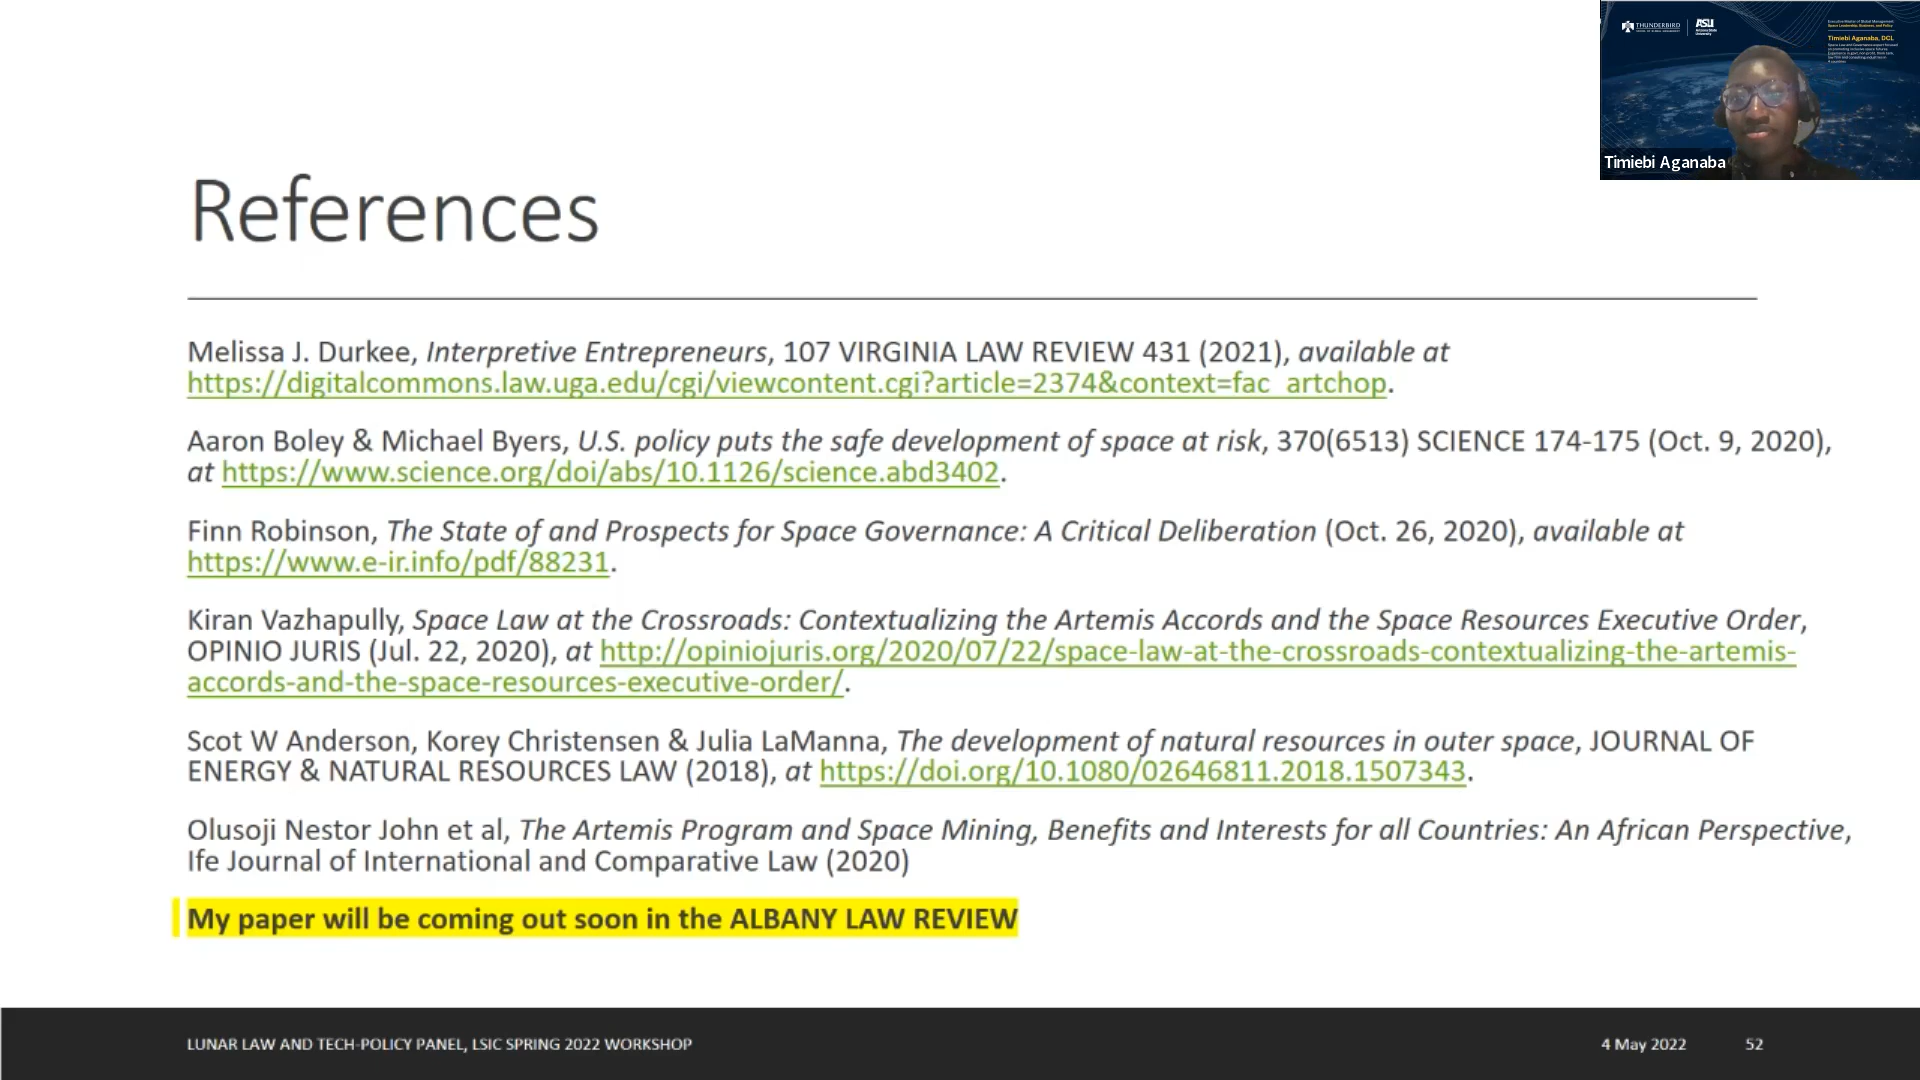 THUNDERBIRD
ASU
Arizona State
University
Timiebi Aganaba, DCL
Timiebi Aganaba
References
Melissa J. Durkee, Interpretive Entrepreneurs, 107 VIRGINIA LAW REVIEW 431 (2021), available at
https://digitalcommons.law.uga.edu/cgi/viewcontent.cgi?article=2374&context=fac_artchop.
Aaron Boley & Michael Byers, U.S. policy puts the safe development of space at risk, 370(6513) SCIENCE 174-175 (Oct. 9, 2020),
at https://www.science.org/doi/abs/10.1126/science.abd3402.
Finn Robinson, The State of and Prospects for Space Governance: A Critical Deliberation (Oct. 26, 2020), available at
https://www.e-ir.info/pdf/88231.
Kiran Vazhapully, Space Law at the Crossroads: Contextualizing the Artemis Accords and the Space Resources Executive Order,
OPINIO JURIS (Jul. 22, 2020), at http://opiniojuris.org/2020/07/22/space-law-at-the-crossroads-contextualizing-the-artemis-
accords-and-the-space-resources-executive-order/.
Scot W Anderson, Korey Christensen & Julia LaManna, The development of natural resources in outer space, JOURNAL OF
ENERGY & NATURAL RESOURCES LAW (2018), at https://doi.org/10.1080/02646811.2018.1507343.
Olusoji Nestor John et al, The Artemis Program and Space Mining, Benefits and Interests for all Countries: An African Perspective,
Ife Journal of International and Comparative Law (2020)
My paper will be coming out soon in the ALBANY LAW REVIEW
LUNAR LAW AND TECH-POLICY PANEL, LSIC SPRING 2022 WORKSHOP
4 May 2022
52